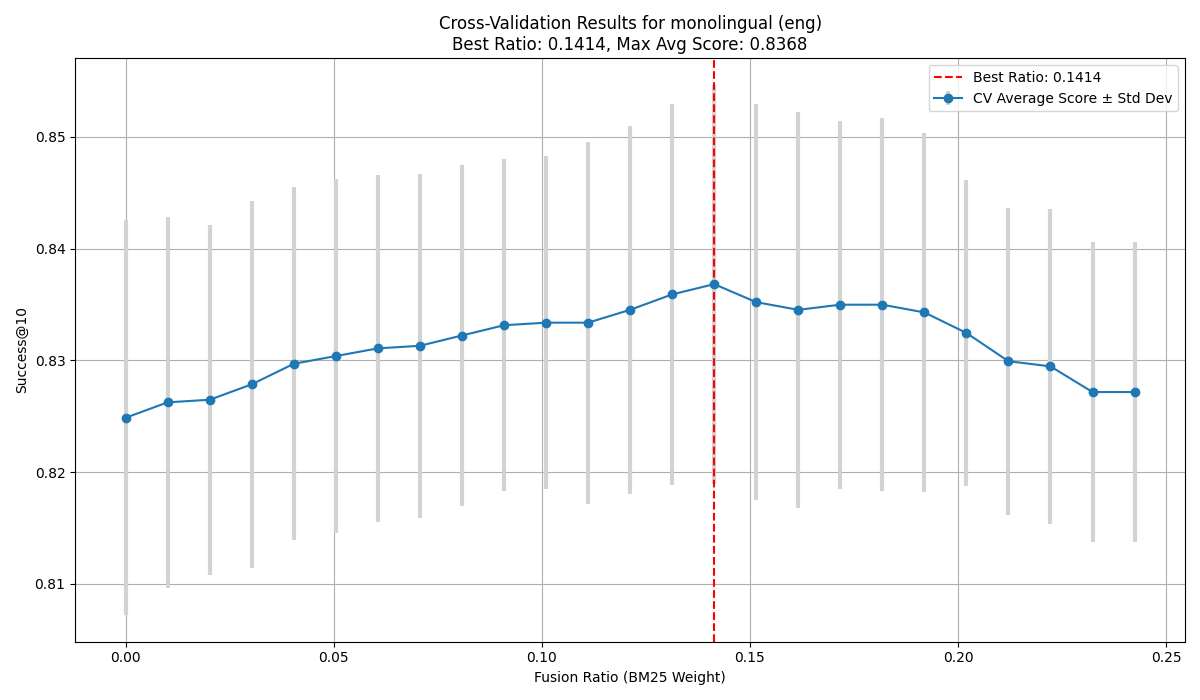 Cross-Validation Results for monolingual (eng)
Best Ratio: 0.1414, Max Avg Score: 0.8368
Best Ratio: 0.1414
CV Average Score ± Std Dev
Success@10
0.85
0.84
0.83
0.82
0.81
0.00 0.05 0.10 0.15 0.20 0.25
Fusion Ratio (BM25 Weight)